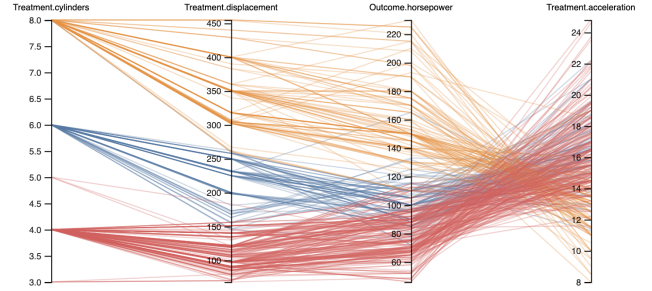 Treatment.cylinders Treatment.displacement Outcome.horsepower Treatment.acceleration
8.0 7.5 7.0 6.5 6.0 5.5 5.0 4.5 4.0 3.5 3.0
450 400 350 300 250 200 150 100
220 200 180 160 140 120 100 80 60
24 22 20 18 16 14 12 10 8